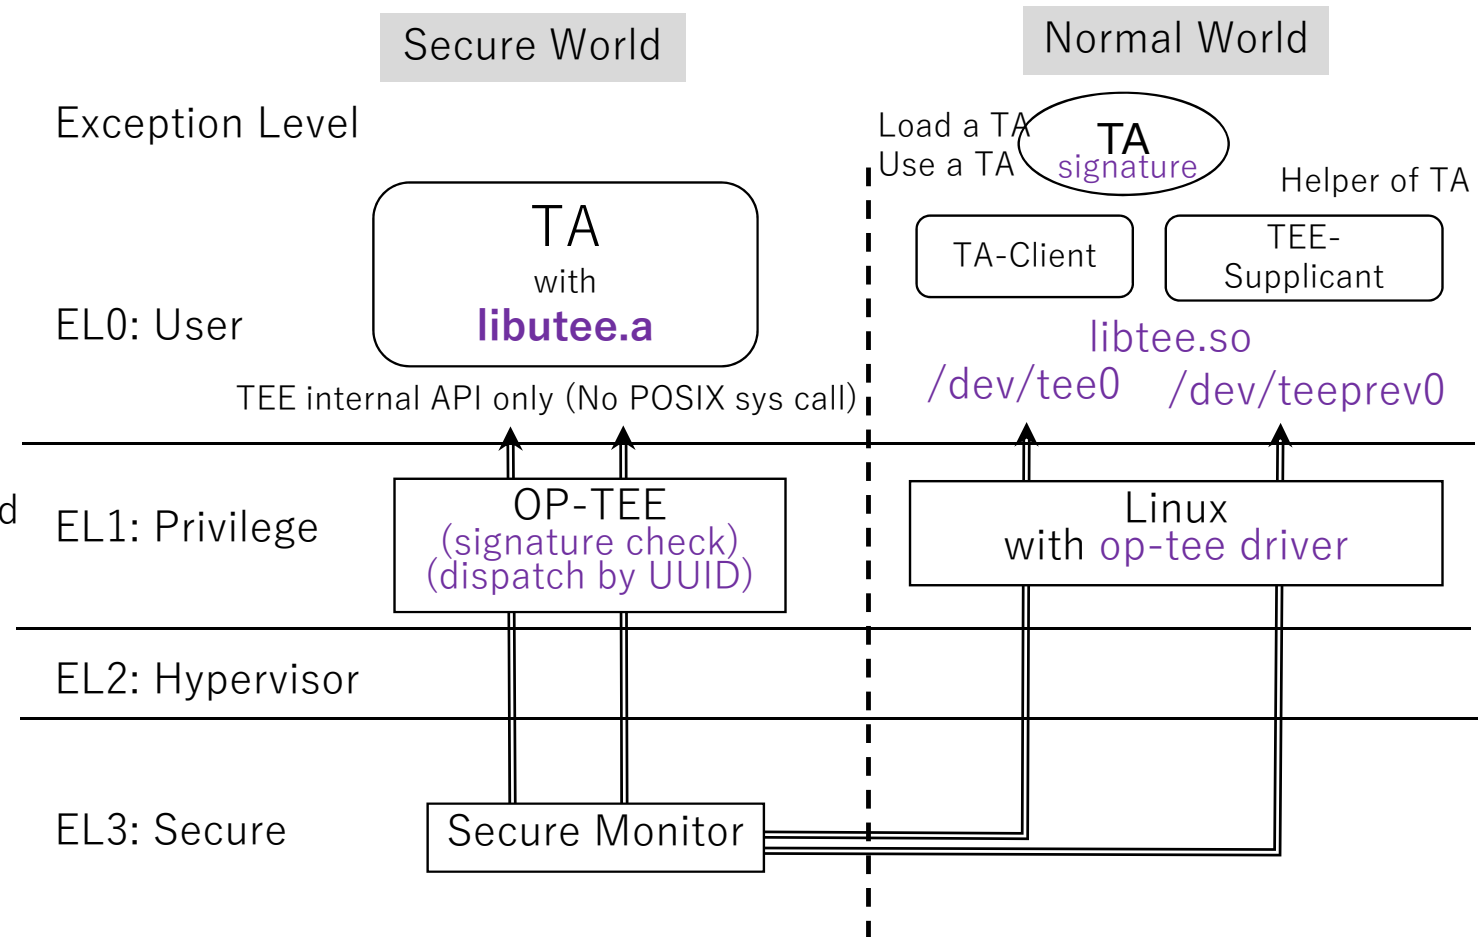 Secure World
Normal World
Exception Level
Load a TA
Use a TA
TA
signature
Helper of TA
TA
with
libutee.a
TA-Client
TEE-
Supplicant
EL0: User
libtee.so
/dev/tee0
/dev/teeprev0
TEE internal API only (No POSIX sys call)
d
EL1: Privilege
OP-TEE
(signature check)
(dispatch by UUID)
Linux
with op-tee driver
EL2: Hypervisor
EL3: Secure
Secure Monitor